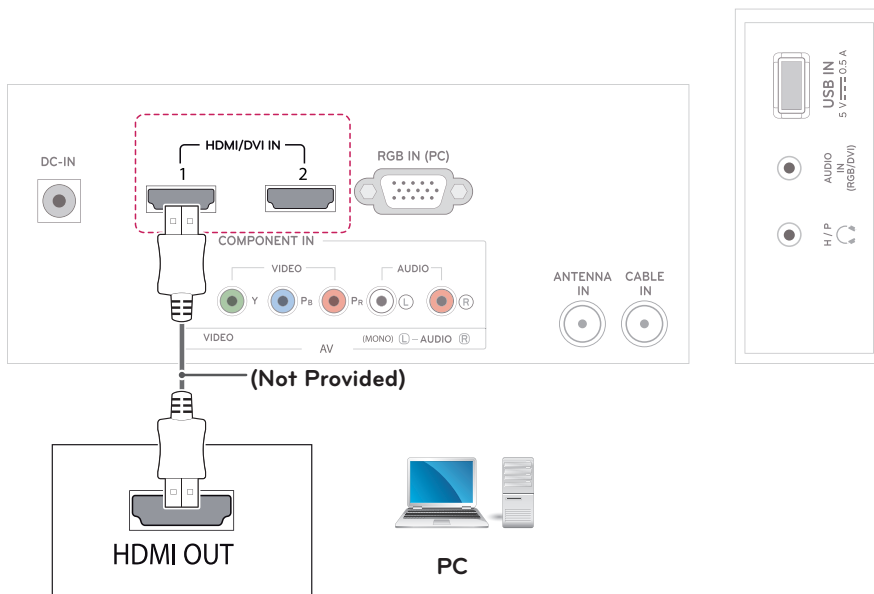 HDMI/DVI IN
1
2
DC-IN
RGB IN (PC)
COMPONENT IN
VIDEO
AUDIO
Y
PB
PR
L
R
VIDEO
(MONO) L - AUDIO R
AV
ANTENNA
IN
CABLE
IN
(Not Provided)
HDMI OUT
PC
USB IN
5 V 0.5 A
AUDIO
IN
(RGB/DVI)
H / P